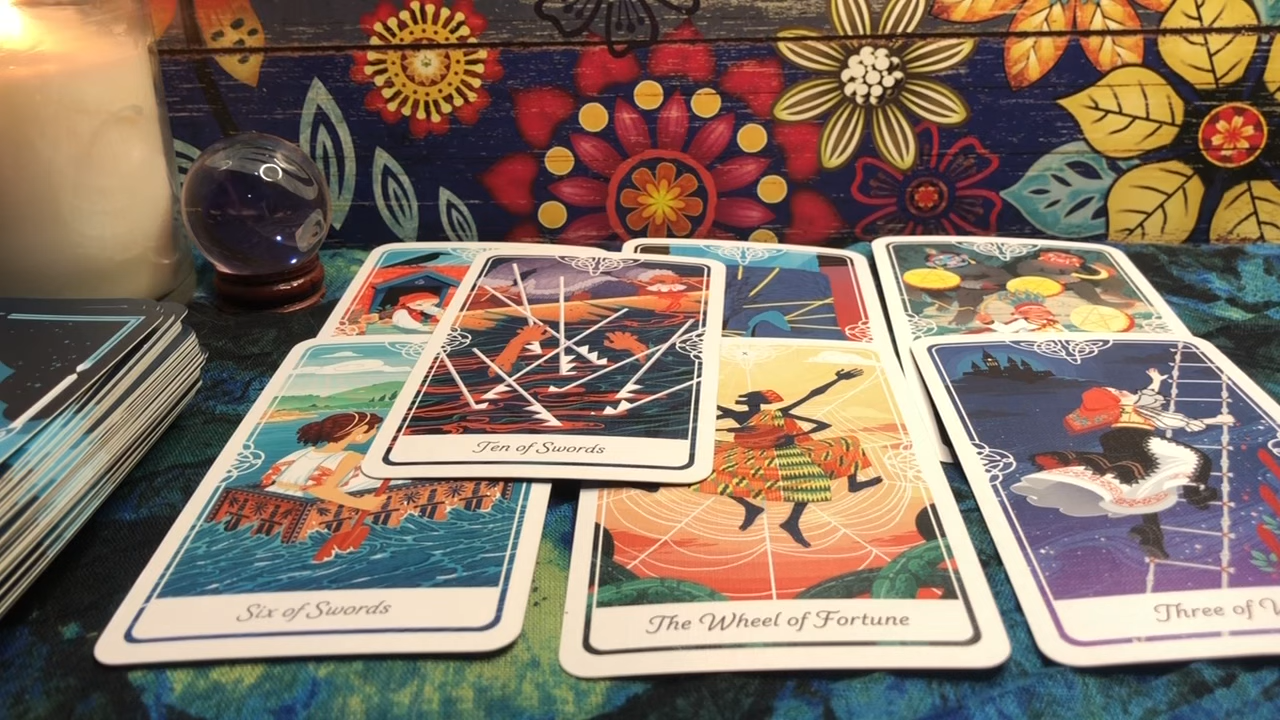 Ten of Swords
Six of Swords
The Wheel of Fortune
Three of